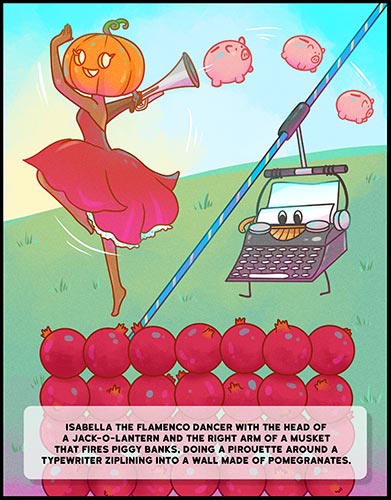 ISABELLA THE FLAMENCO DANCER WITH THE HEAD OF
A JACK-O-LANTERN AND THE RIGHT ARM OF A MUSKET
THAT FIRES PIGGY BANKS, DOING A PIROUETTE AROUND A
TYPEWRITER ZIPLINING INTO A WALL MADE OF POMEGRANATES.